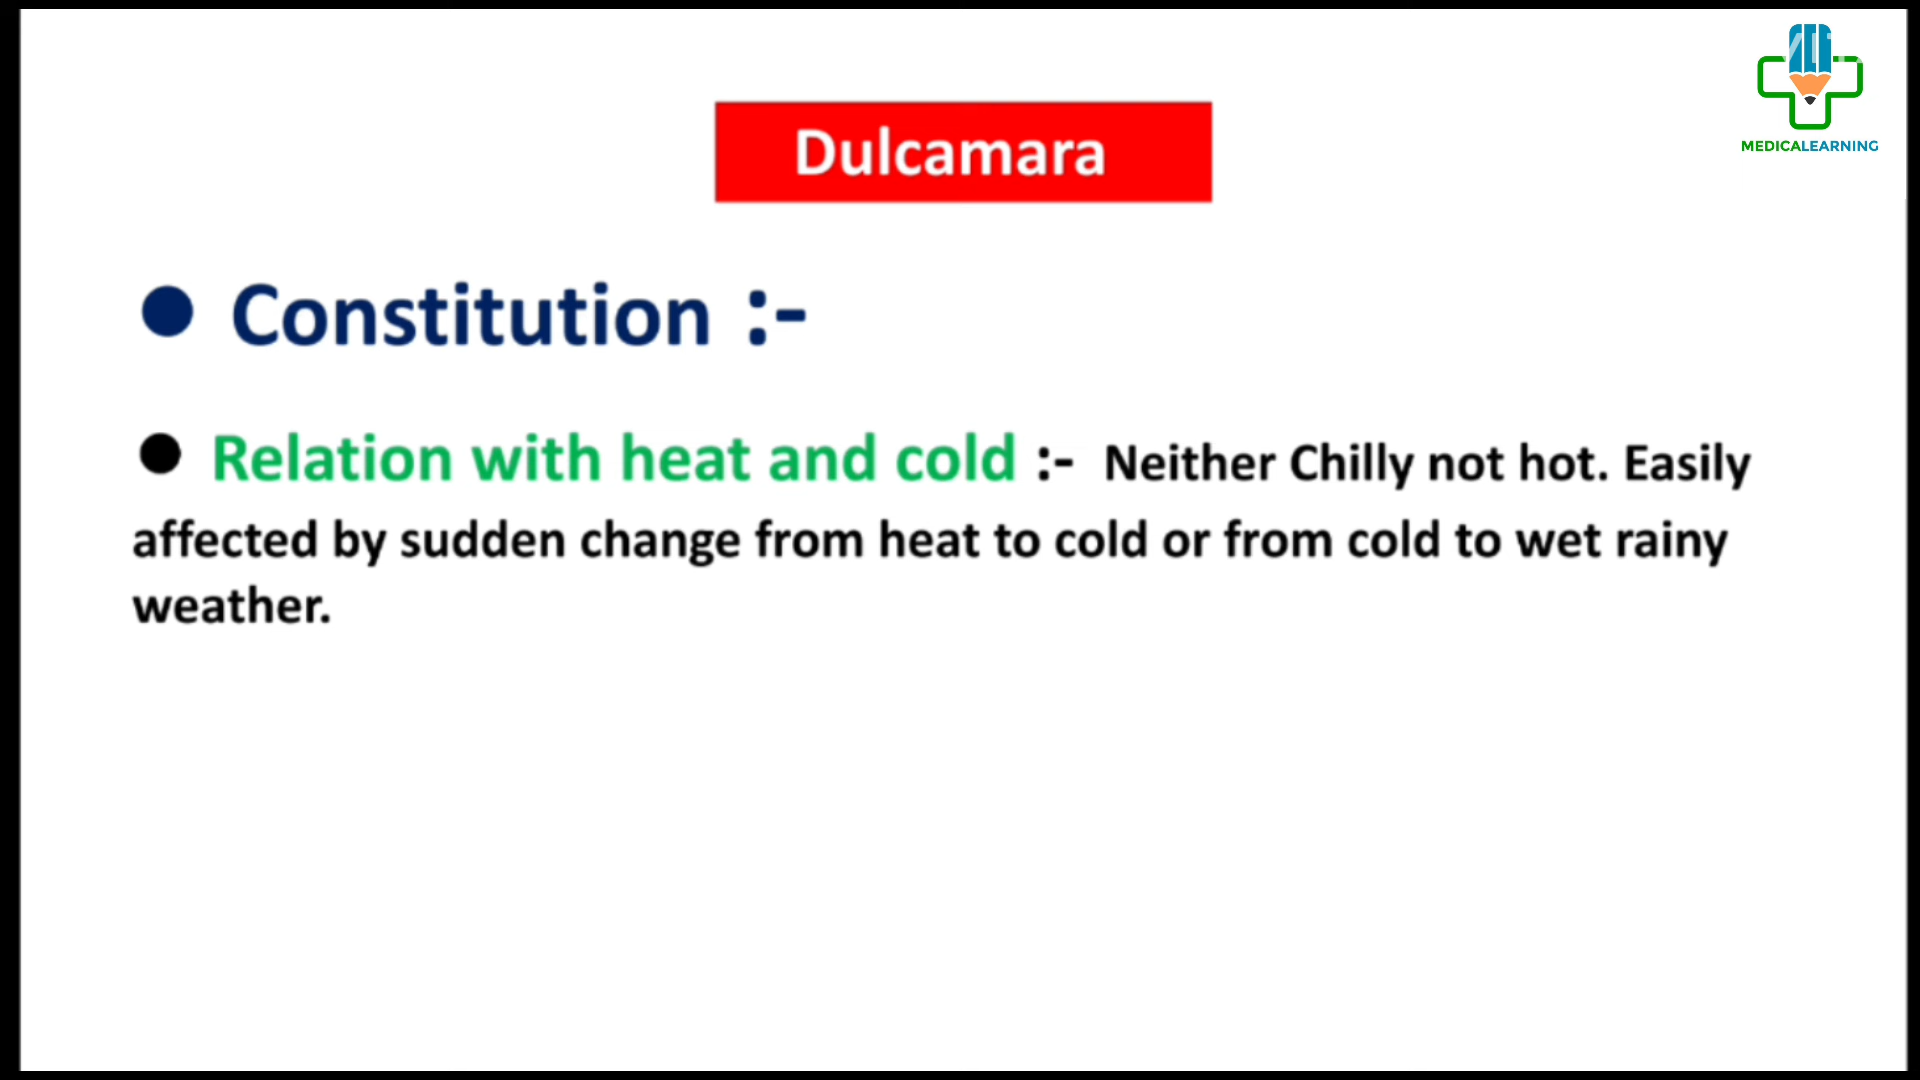 MEDICALEARNING
Dulcamara
● Constitution :-
● Relation with heat and cold :- Neither Chilly not hot. Easily
affected by sudden change from heat to cold or from cold to wet rainy
weather.